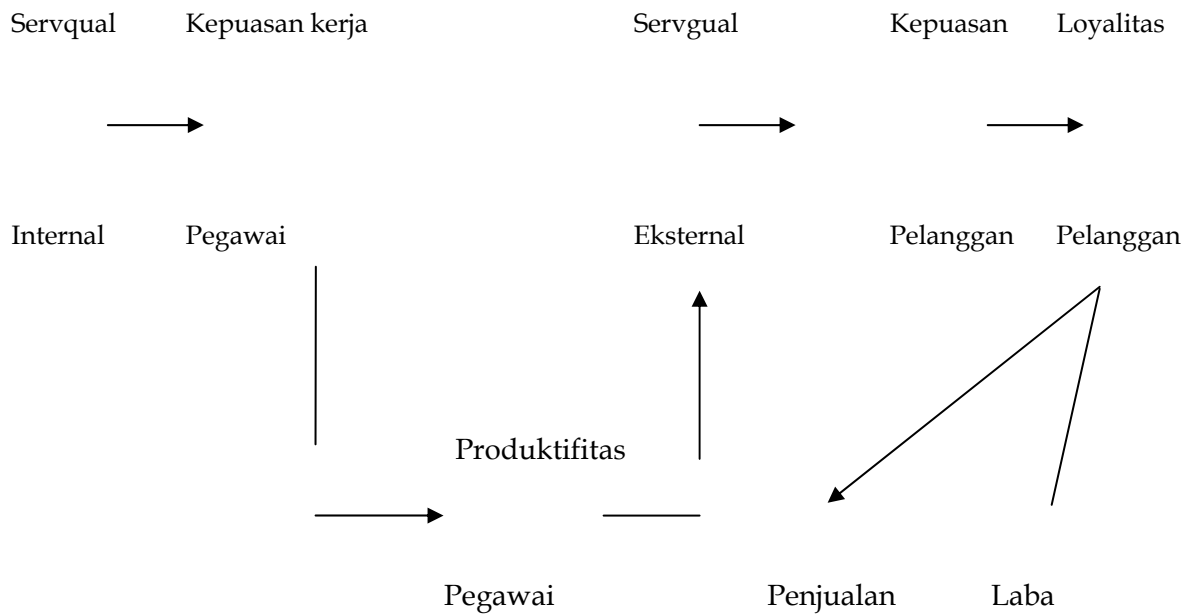 Servqual Kepuasan kerja Servgual Kepuasan Loyalitas
Internal Pegawai Eksternal Pelanggan Pelanggan
Produktifitas
Pegawai Penjualan Laba